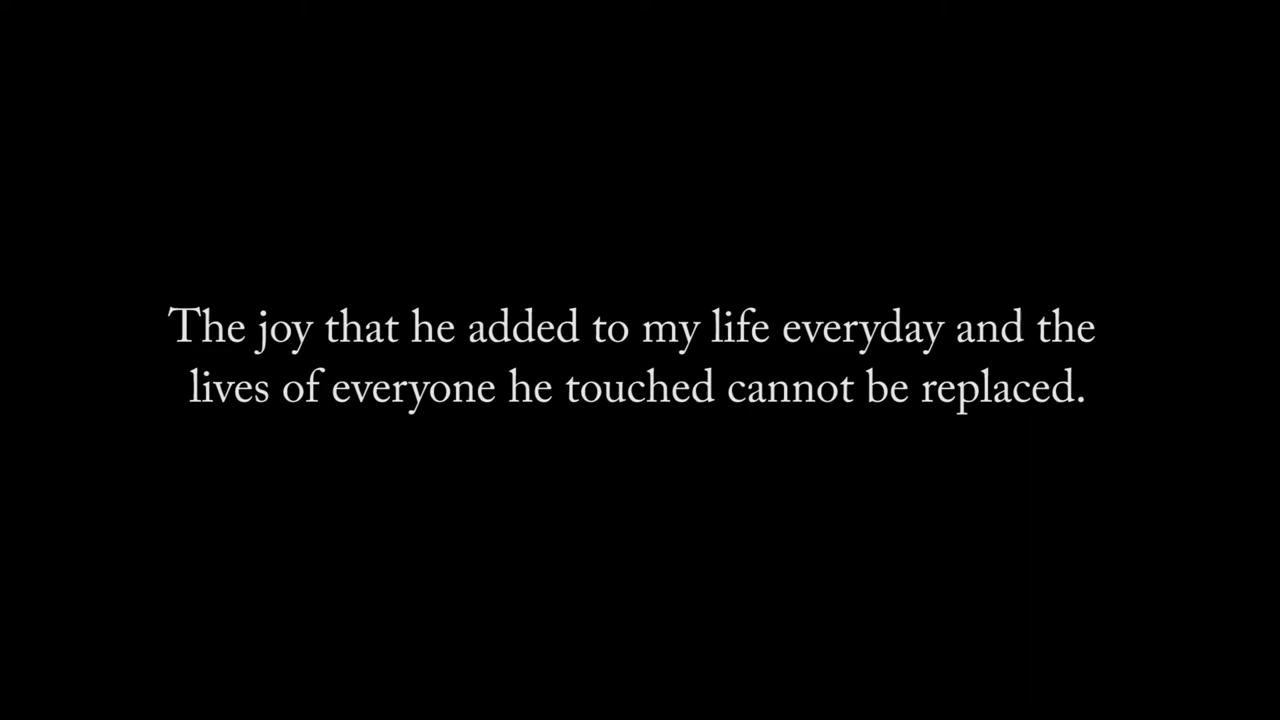 The joy that he added to my life everyday and the
lives of everyone he touched cannot be replaced.